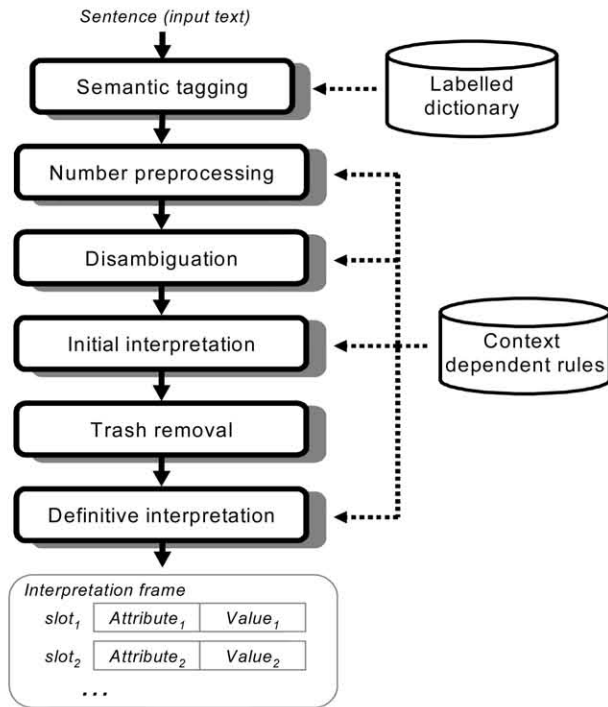 Sentence (input text)
Semantic tagging
Labelled
dictionary
Number preprocessing
Disambiguation
Initial interpretation
Context
dependent rules
Trash removal
Definitive interpretation
Interpretation frame
slot₁ Attribute₁ Value₁
slot₂ Attribute₂ Value₂
...